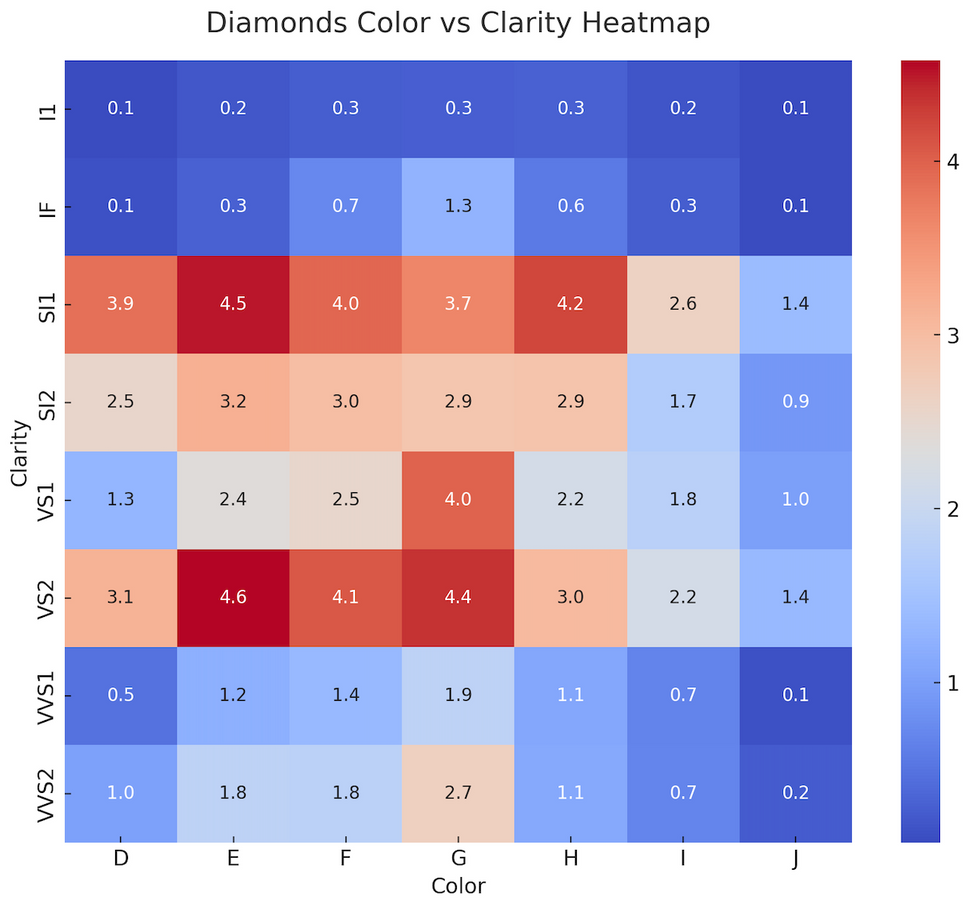 Diamonds Color vs Clarity Heatmap
I1 0.1 0.2 0.3 0.3 0.3 0.2 0.1
IF 0.1 0.3 0.7 1.3 0.6 0.3 0.1
SI1 3.9 4.5 4.0 3.7 4.2 2.6 1.4
SI2 2.5 3.2 3.0 2.9 2.9 1.7 0.9
VS1 1.3 2.4 2.5 4.0 2.2 1.8 1.0
VS2 3.1 4.6 4.1 4.4 3.0 2.2 1.4
VVS1 0.5 1.2 1.4 1.9 1.1 0.7 0.1
VVS2 1.0 1.8 1.8 2.7 1.1 0.7 0.2
D E F G H I J
Color
Clarity
4
3
2
1